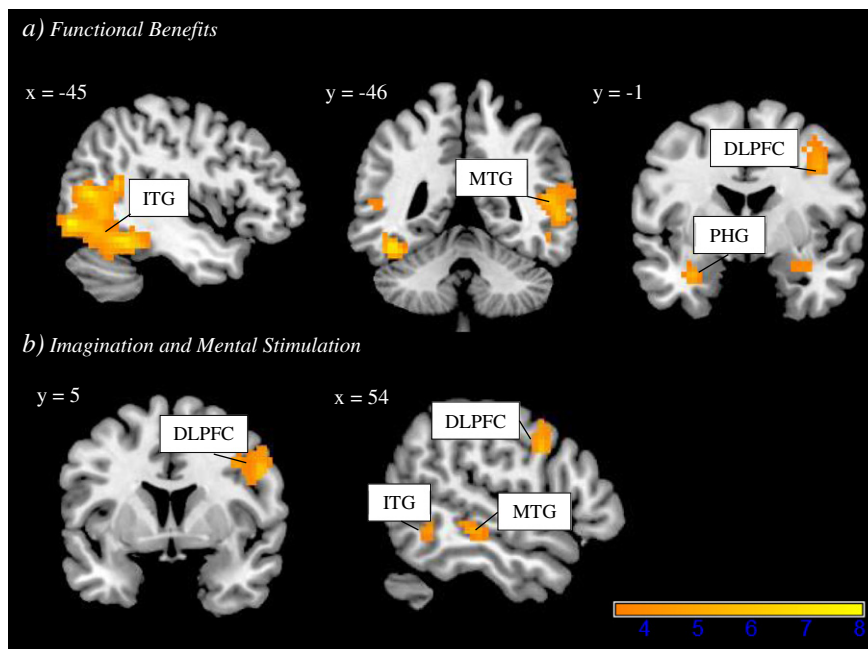 a) Functional Benefits
x = -45
y = -46
y = -1
DLPFC
MTG
ITG
PHG
b) Imagination and Mental Stimulation
y = 5
x = 54
DLPFC
DLPFC
ITG
MTG
4 5 6 7 8